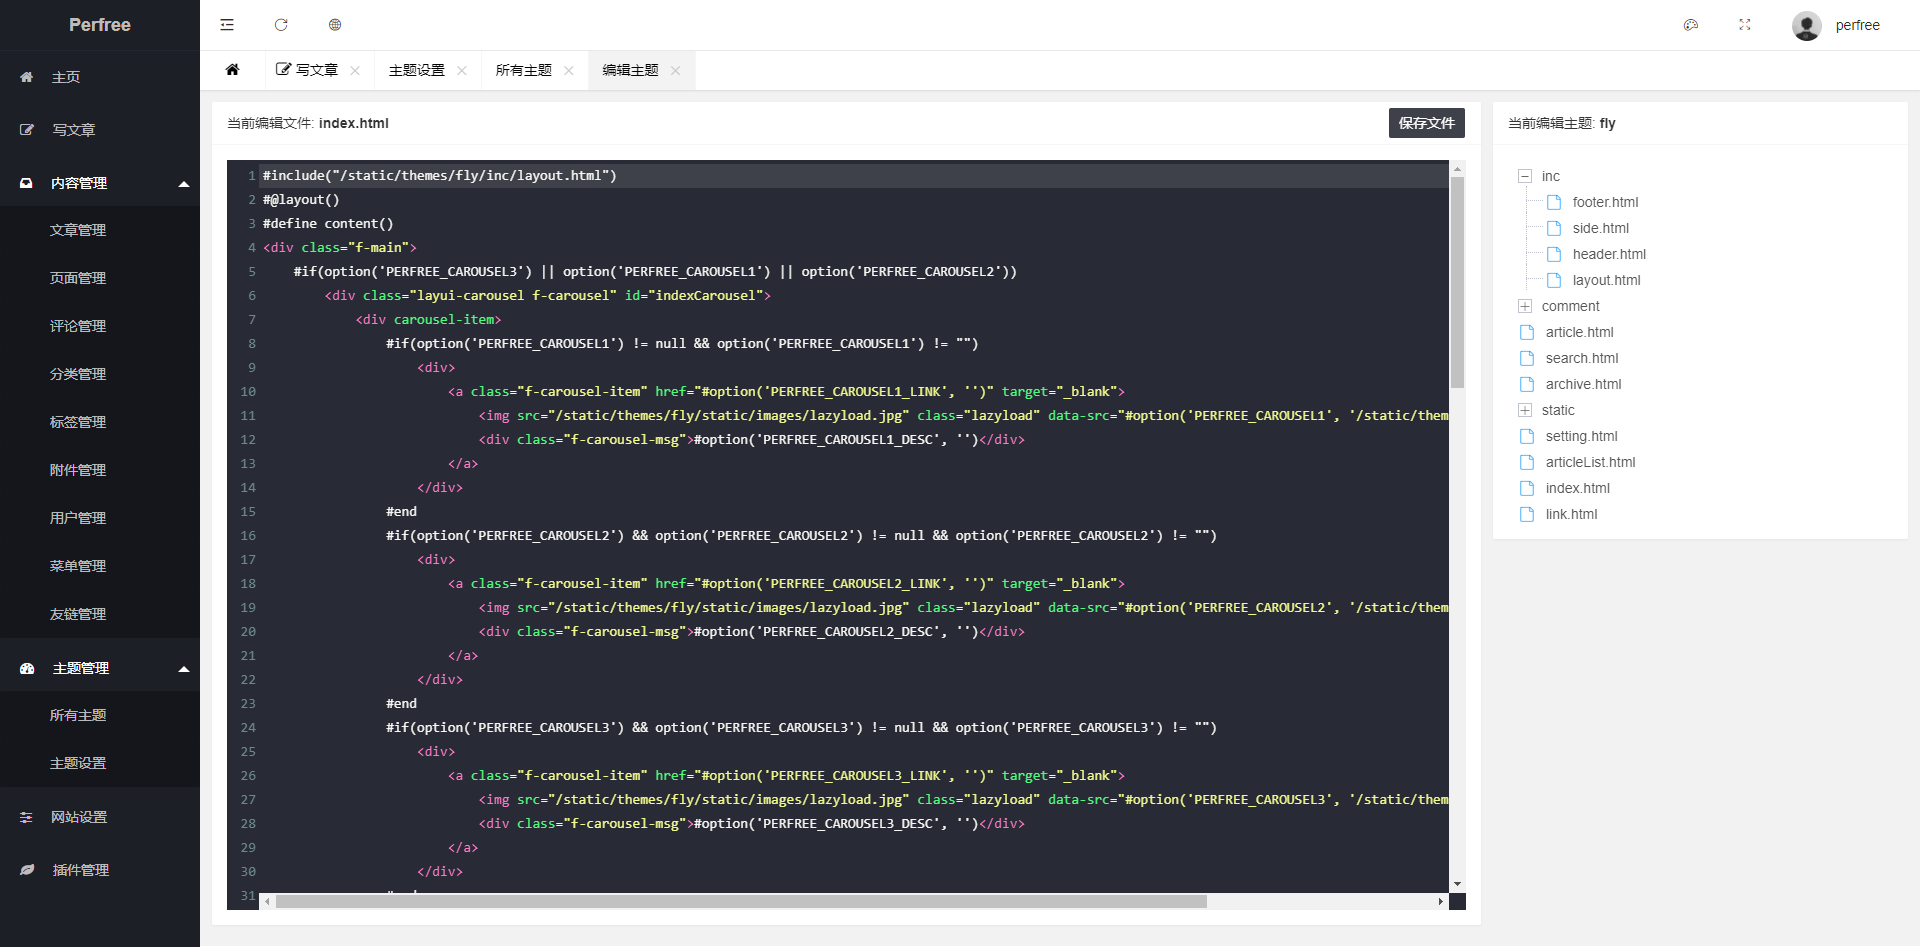 Perfree
主页
写文章
内容管理
文章管理
页面管理
评论管理
分类管理
标签管理
附件管理
用户管理
菜单管理
友链管理
主题管理
所有主题
主题设置
网站设置
插件管理
perfree
写文章
主题设置
所有主题
编辑主题
当前编辑文件: index.html
保存文件
1 #include("/static/themes/fly/inc/layout.html")
2 #@layout()
3 #define content()
4 <div class="f-main">
5 #if(option('PERFREE_CAROUSEL3') || option('PERFREE_CAROUSEL1') || option('PERFREE_CAROUSEL2'))
6 <div class="layui-carousel f-carousel" id="indexCarousel">
7 <div carousel-item>
8 #if(option('PERFREE_CAROUSEL1') != null && option('PERFREE_CAROUSEL1') != "")
9 <div>
10 <a class="f-carousel-item" href="#option('PERFREE_CAROUSEL1_LINK', '')" target="_blank">
11 <img src="/static/themes/fly/static/images/lazyload.jpg" class="lazyload" data-src="#option('PERFREE_CAROUSEL1', '/static/them
12 <div class="f-carousel-msg">#option('PERFREE_CAROUSEL1_DESC', '')</div>
13 </a>
14 </div>
15 #end
16 #if(option('PERFREE_CAROUSEL2') && option('PERFREE_CAROUSEL2') != null && option('PERFREE_CAROUSEL2') != "")
17 <div>
18 <a class="f-carousel-item" href="#option('PERFREE_CAROUSEL2_LINK', '')" target="_blank">
19 <img src="/static/themes/fly/static/images/lazyload.jpg" class="lazyload" data-src="#option('PERFREE_CAROUSEL2', '/static/them
20 <div class="f-carousel-msg">#option('PERFREE_CAROUSEL2_DESC', '')</div>
21 </a>
22 </div>
23 #end
24 #if(option('PERFREE_CAROUSEL3') && option('PERFREE_CAROUSEL3') != null && option('PERFREE_CAROUSEL3') != "")
25 <div>
26 <a class="f-carousel-item" href="#option('PERFREE_CAROUSEL3_LINK', '')" target="_blank">
27 <img src="/static/themes/fly/static/images/lazyload.jpg" class="lazyload" data-src="#option('PERFREE_CAROUSEL3', '/static/them
28 <div class="f-carousel-msg">#option('PERFREE_CAROUSEL3_DESC', '')</div>
29 </a>
30 </div>
31
当前编辑主题: fly
inc
footer.html
side.html
header.html
layout.html
comment
article.html
search.html
archive.html
static
setting.html
articleList.html
index.html
link.html